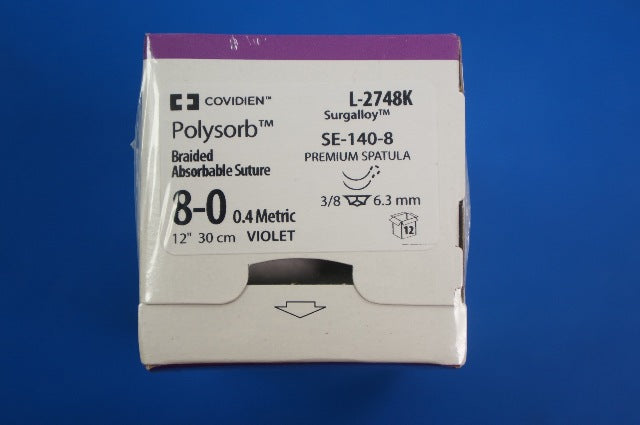 COVIDIEN™
L-2748K
Surgalloy™
Polysorb™
SE-140-8
PREMIUM SPATULA
Braided
Absorbable Suture
8-0 0.4 Metric
3/8 6.3 mm
12" 30 cm VIOLET
12